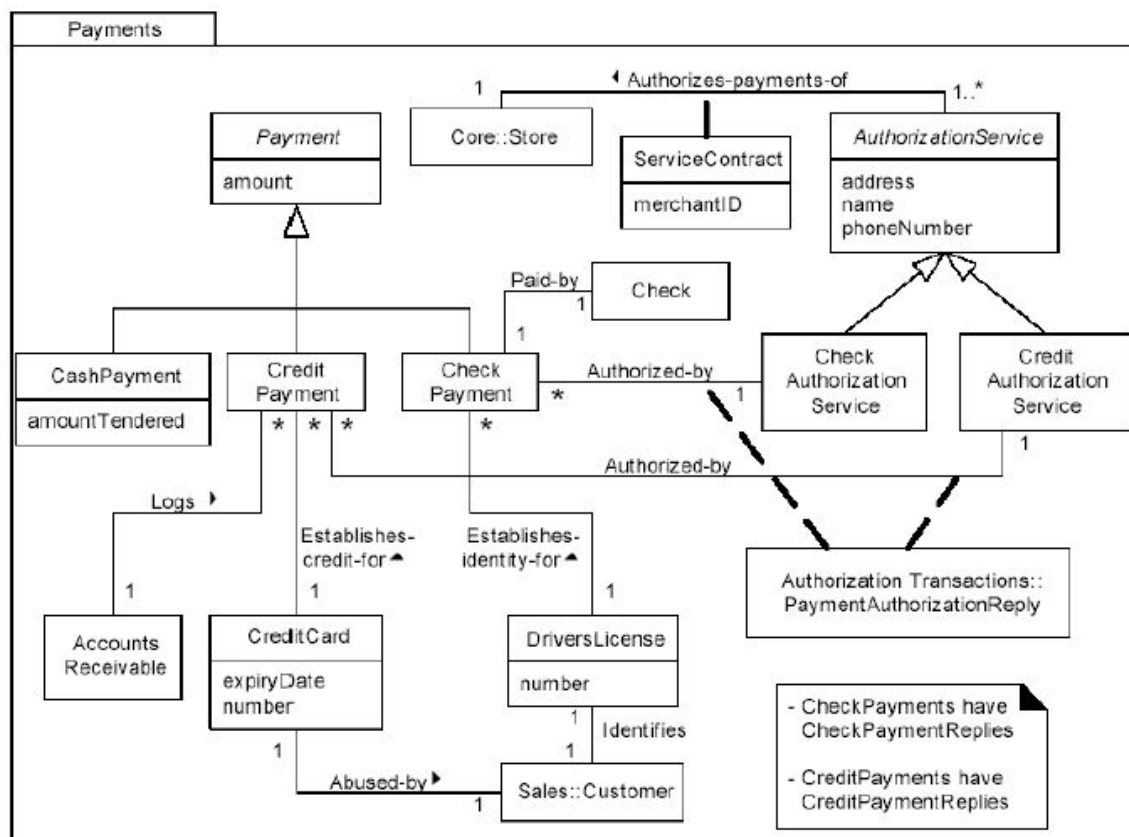 Payments
Authorizes-payments-of
1
1..*
Payment
amount
Core::Store
ServiceContract
merchantID
AuthorizationService
address
name
phoneNumber
Paid-by
1
Check
1
CashPayment
amountTendered
Credit
Payment
Check
Payment
Authorized-by
*
1
Check
Authorization
Service
Credit
Authorization
Service
*
*
*
*
1
Authorized-by
Logs
Establishes-
credit-for
Establishes-
identity-for
1
1
1
Authorization Transactions::
PaymentAuthorizationReply
Accounts
Receivable
CreditCard
expiryDate
number
DriversLicense
number
1
Identifies
1
1
Abused-by
1
Sales::Customer
- CheckPayments have
CheckPaymentReplies
- CreditPayments have
CreditPaymentReplies